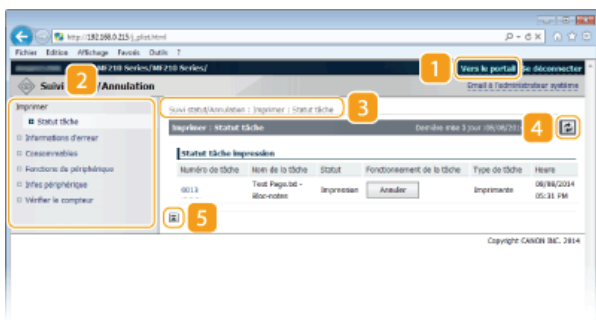 http://192.168.0.215/j_plist.html
Fichier Edition Affichage Favoris Outils ?
MF210 Series/MF210 Series/
1
Vers le portail Se déconnecter
Suivi /Annulation
2
Email à l'administrateur système
Imprimer
Statut tâche
Informations d'erreur
Consommables
Fonctions du périphérique
Infos périphérique
Vérifier le compteur
Suivi statut/Annulation : Imprimer : Statut tâche
3
Imprimer : Statut tâche
Dernière mise à jour :08/08/201
4
Statut tâche impression
Numéro de tâche Nom de la tâche Statut Fonctionnement de la tâche Type de tâche Heure
0013 Test Page.txt - Bloc-notes Impression Annuler Imprimante 08/08/2014 05:31 PM
5
Copyright CANON INC. 2014